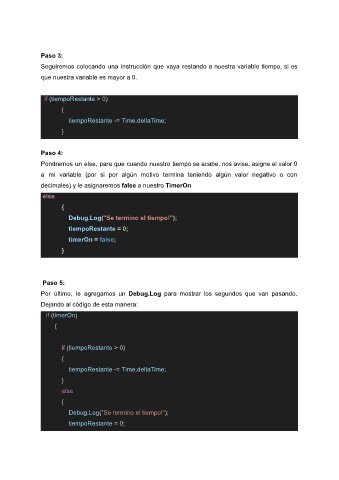 Paso 3:
Seguiremos colocando una instrucción que vaya restando a nuestra variable tiempo, si es
que nuestra variable es mayor a 0.
if (tiempoRestante > 0)
{
tiempoRestante -= Time.deltaTime;
}
Paso 4:
Pondremos un else, para que cuando nuestro tiempo se acabe, nos avise, asigne el valor 0
a mi variable (por si por algún motivo termina teniendo algún valor negativo o con
decimales) y le asignaremos false a nuestro TimerOn
else
{
Debug.Log("Se termino el tiempo!");
tiempoRestante = 0;
timerOn = false;
}
Paso 5:
Por último, le agregamos un Debug.Log para mostrar los segundos que van pasando.
Dejando al código de esta manera:
if (timerOn)
{
if (tiempoRestante > 0)
{
tiempoRestante -= Time.deltaTime;
}
else
{
Debug.Log("Se termino el tiempo!");
tiempoRestante = 0;